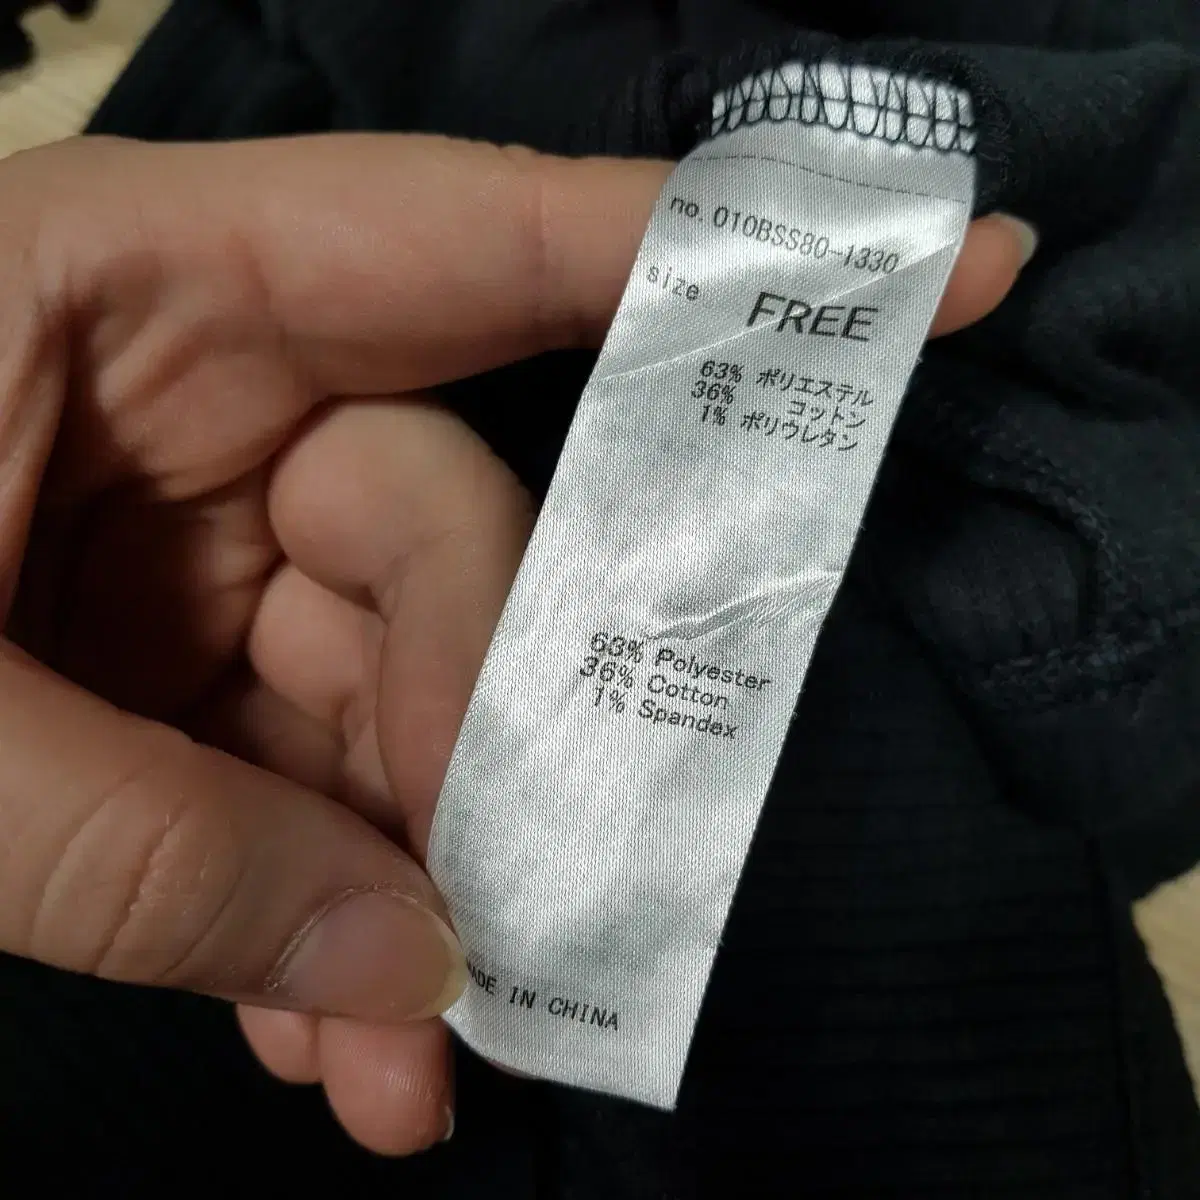 no. 010BSS80-1330
size FREE
63% ポリエステル
36% コットン
1% ポリウレタン
63% Polyester
36% Cotton
1% Spandex
ADE IN CHINA